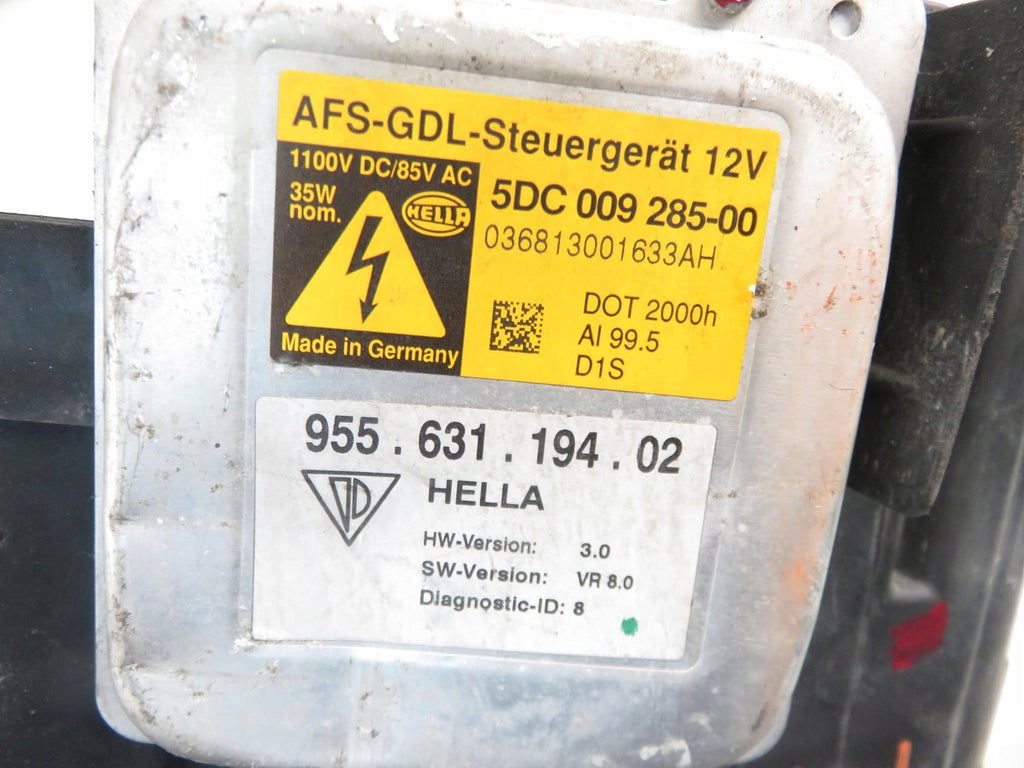 AFS-GDL-Steuergerät 12V
1100V DC/85V AC
35W
nom.
HELLA
Made in Germany
5DC 009 285-00
036813001633AH
DOT 2000h
Al 99.5
D1S
955 . 631 . 194 . 02
HELLA
HW-Version: 3.0
SW-Version: VR 8.0
Diagnostic-ID: 8